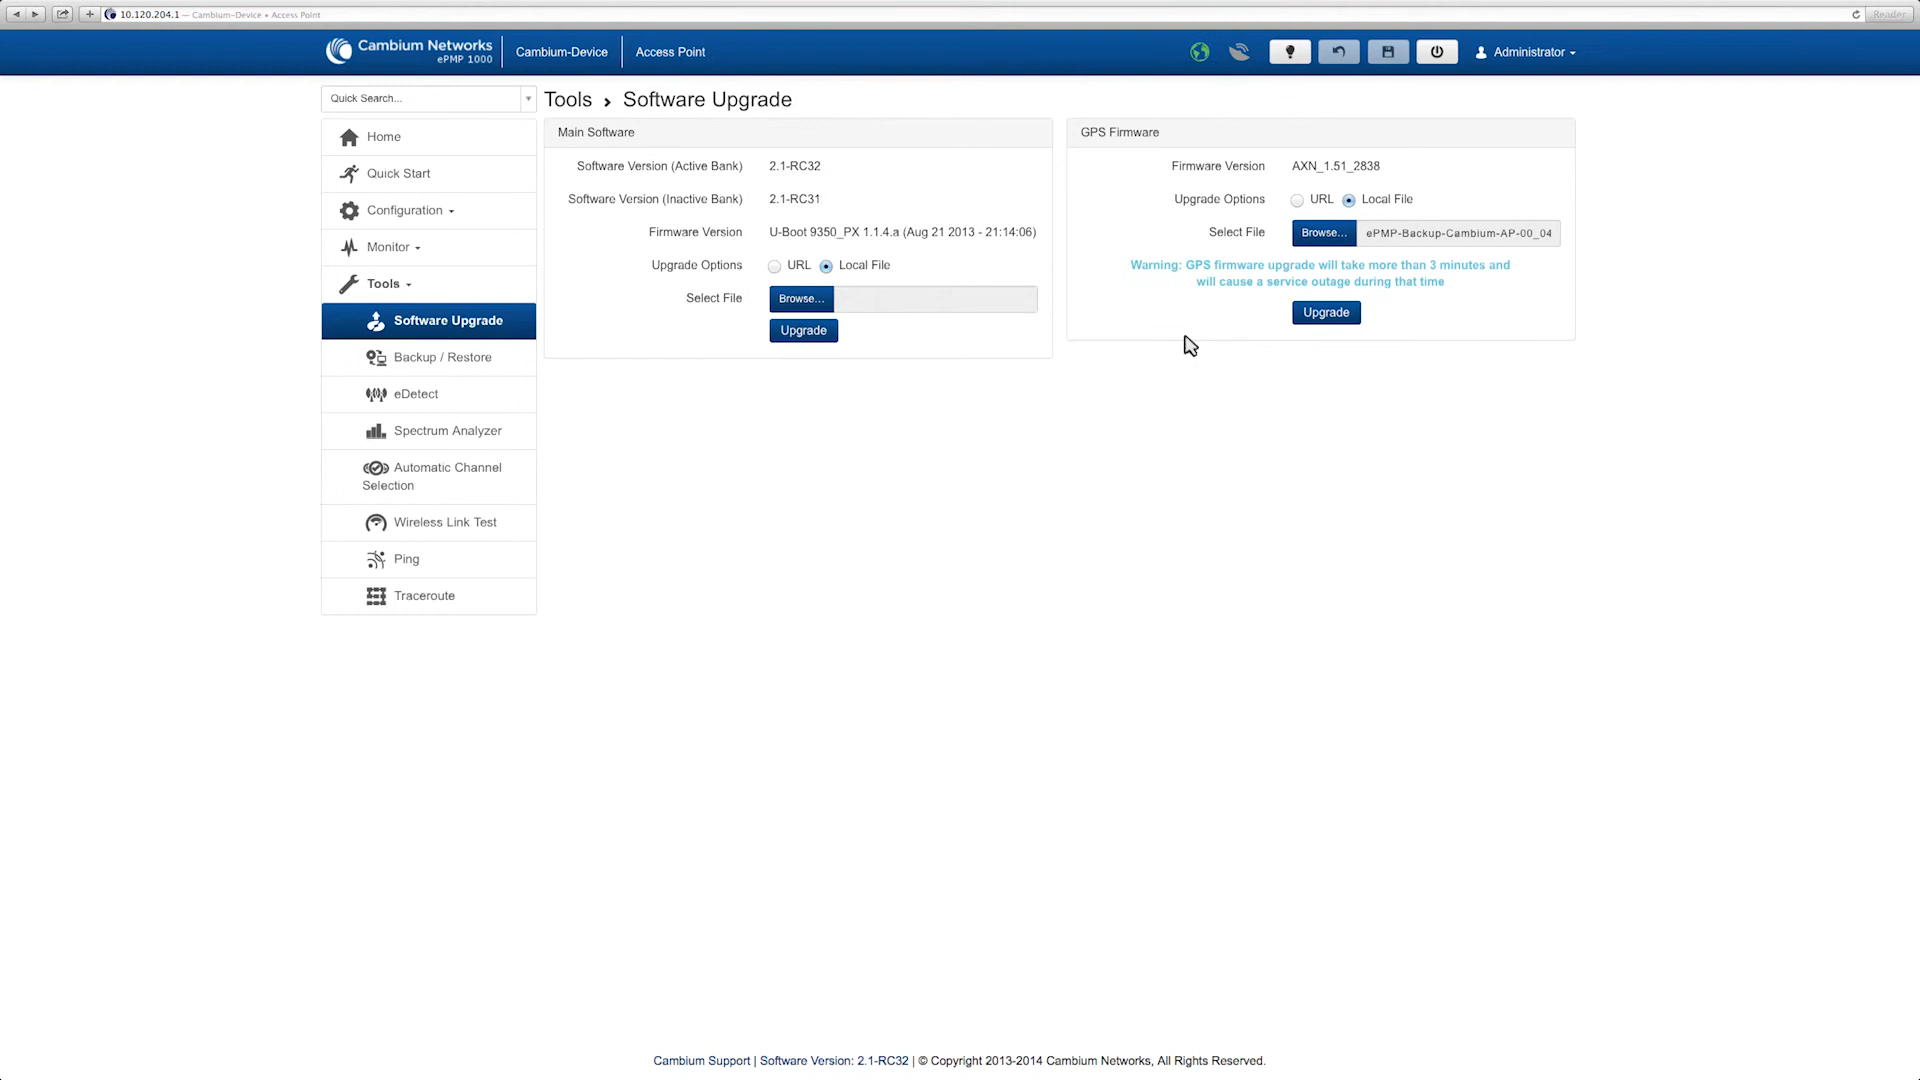 10.120.204.1 — Cambium-Device • Access Point
Reader
Cambium Networks
ePMP 1000
Cambium-Device
Access Point
Administrator
Quick Search...
Home
Quick Start
Configuration
Monitor
Tools
Software Upgrade
Backup / Restore
eDetect
Spectrum Analyzer
Automatic Channel
Selection
Wireless Link Test
Ping
Traceroute
Tools > Software Upgrade
Main Software
Software Version (Active Bank) 2.1-RC32
Software Version (Inactive Bank) 2.1-RC31
Firmware Version U-Boot 9350_PX 1.1.4.a (Aug 21 2013 - 21:14:06)
Upgrade Options URL Local File
Select File Browse...
Upgrade
GPS Firmware
Firmware Version AXN_1.51_2838
Upgrade Options URL Local File
Select File Browse... ePMP-Backup-Cambium-AP-00_04
Warning: GPS firmware upgrade will take more than 3 minutes and
will cause a service outage during that time
Upgrade
Cambium Support | Software Version: 2.1-RC32 | © Copyright 2013-2014 Cambium Networks, All Rights Reserved.